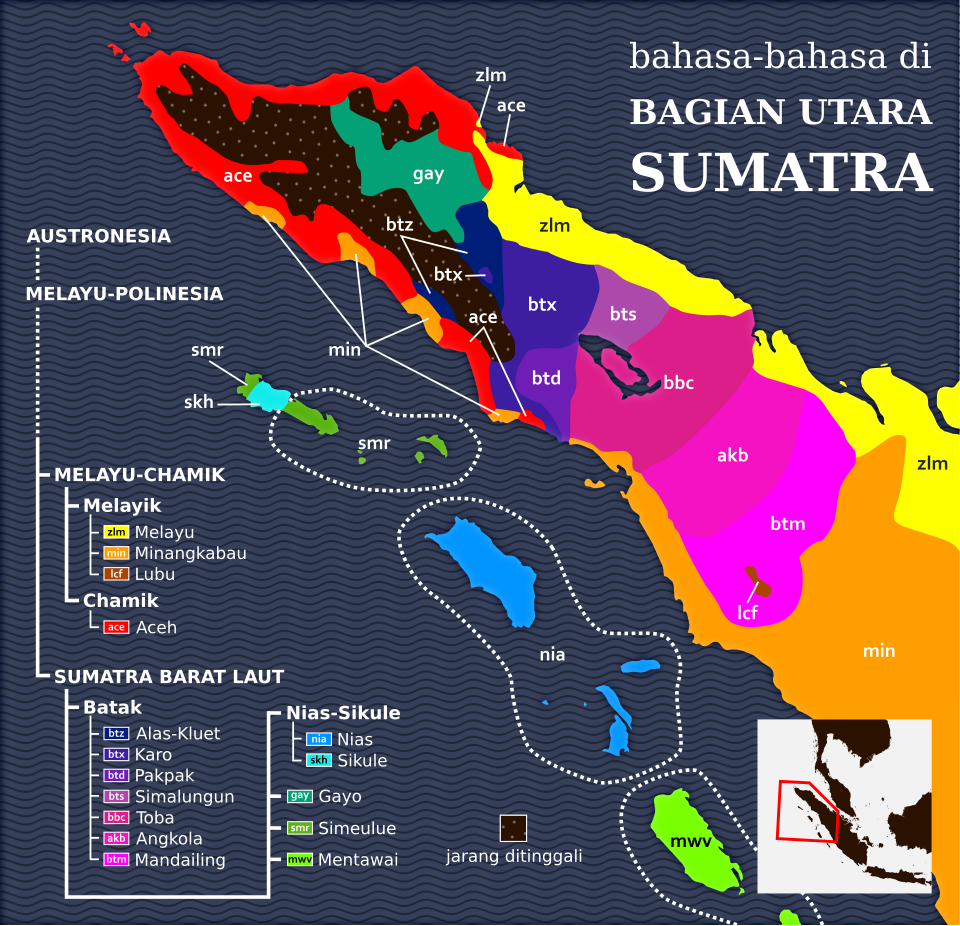 bahasa-bahasa di
BAGIAN UTARA
SUMATRA
zlm
ace
ace
gay
btz
zlm
btx
btx
ace
bts
min
smr
btd
bbc
skh
smr
akb
zlm
btm
lcf
nia
min
mwv
AUSTRONESIA
MELAYU-POLINESIA
MELAYU-CHAMIK
Melayik
zlm Melayu
min Minangkabau
lcf Lubu
Chamik
ace Aceh
SUMATRA BARAT LAUT
Batak
btz Alas-Kluet
btx Karo
btd Pakpak
bts Simalungun
bbc Toba
akb Angkola
btm Mandailing
Nias-Sikule
nia Nias
skh Sikule
gay Gayo
smr Simeulue
mwv Mentawai
jarang ditinggali